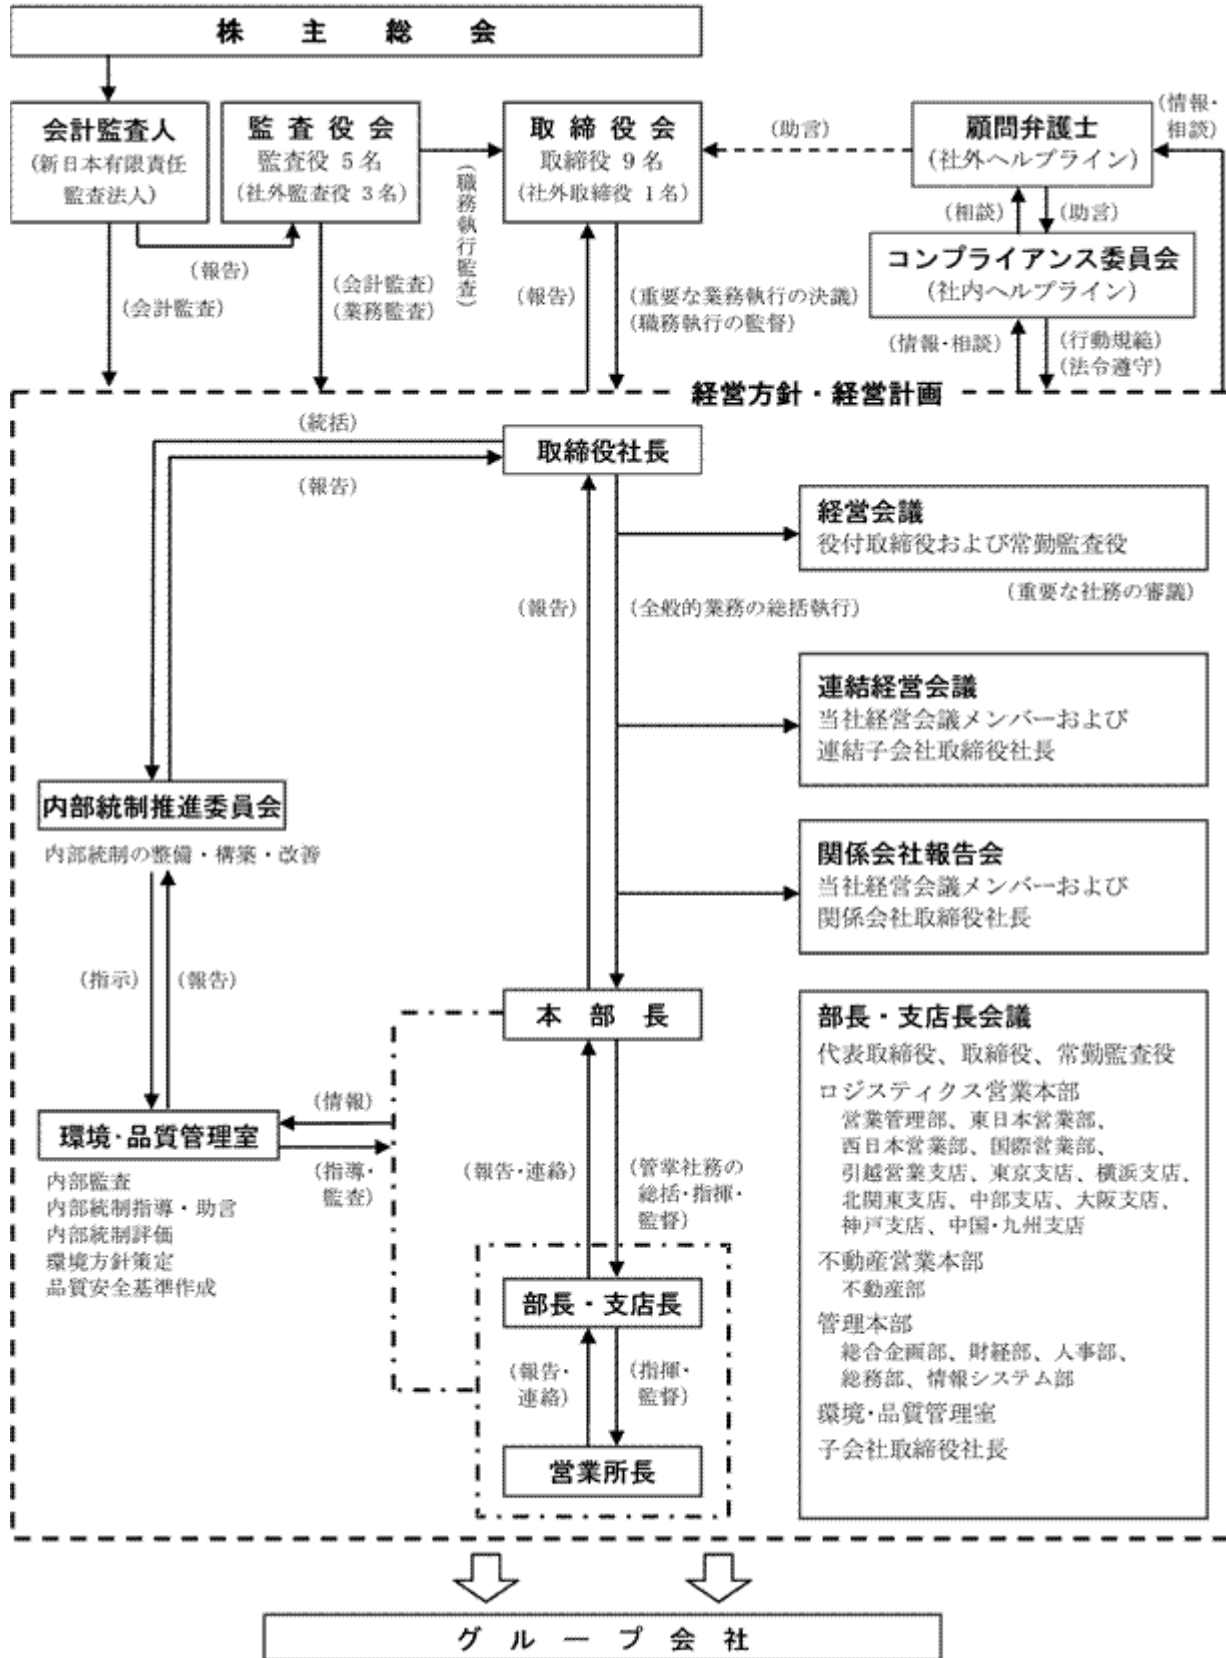 株主総会
会計監査人
(新日本有限責任
監査法人)
監査役会
監査役 5名
(社外監査役 3名)
(職務執行監査)
取締役会
取締役 9名
(社外取締役 1名)
(助言)
顧問弁護士
(社外ヘルプライン)
(情報・
相談)
(相談)
(助言)
コンプライアンス委員会
(社内ヘルプライン)
(報告)
(会計監査)
(会計監査)
(業務監査)
(報告)
(重要な業務執行の決議)
(職務執行の監督)
(情報・相談)
(行動規範)
(法令遵守)
経営方針・経営計画
(統括)
(報告)
取締役社長
経営会議
役付取締役および常勤監査役
(重要な社務の審議)
(報告)
(全般的業務の総括執行)
連結経営会議
当社経営会議メンバーおよび
連結子会社取締役社長
内部統制推進委員会
内部統制の整備・構築・改善
関係会社報告会
当社経営会議メンバーおよび
関係会社取締役社長
(指示)
(報告)
本部長
部長・支店長会議
代表取締役、取締役、常勤監査役
ロジスティクス営業本部
営業管理部、東日本営業部、
西日本営業部、国際営業部、
引越営業支店、東京支店、横浜支店、
北関東支店、中部支店、大阪支店、
神戸支店、中国・九州支店
不動産営業本部
不動産部
管理本部
総合企画部、財経部、人事部、
総務部、情報システム部
環境・品質管理室
子会社取締役社長
環境・品質管理室
内部監査
内部統制指導・助言
内部統制評価
環境方針策定
品質安全基準作成
(情報)
(指導・
監査)
(報告・連絡)
(管掌社務の
総括・指揮・
監督)
部長・支店長
(報告・
連絡)
(指揮・
監督)
営業所長
グループ会社